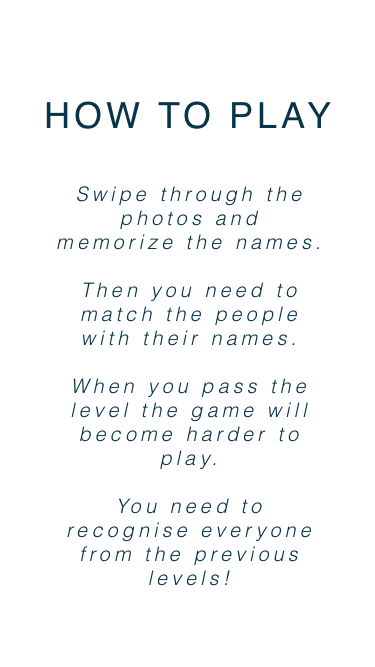 HOW TO PLAY
Swipe through the
photos and
memorize the names.
Then you need to
match the people
with their names.
When you pass the
level the game will
become harder to
play.
You need to
recognise everyone
from the previous
levels!